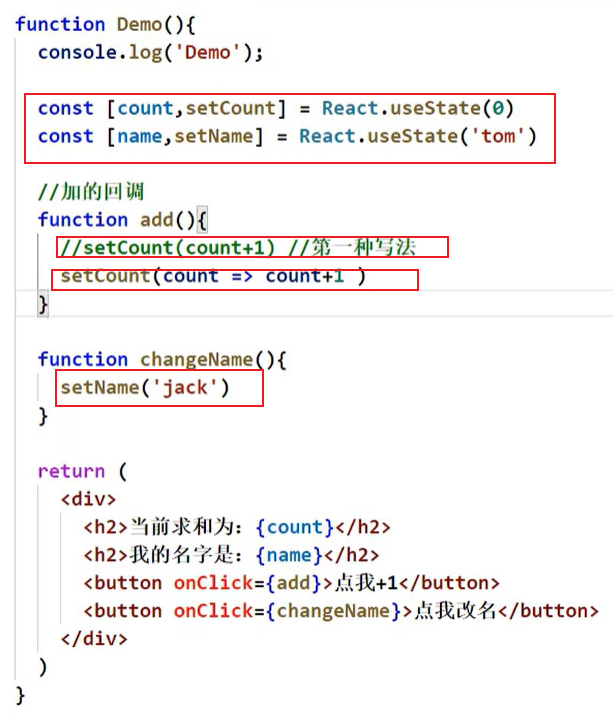 function Demo(){
console.log('Demo');
const [count,setCount] = React.useState(0)
const [name,setName] = React.useState('tom')
//加的回调
function add(){
//setCount(count+1) //第一种写法
setCount(count => count+1 )
}
function changeName(){
setName('jack')
}
return (
<div>
<h2>当前求和为：{count}</h2>
<h2>我的名字是：{name}</h2>
<button onClick={add}>点我+1</button>
<button onClick={changeName}>点我改名</button>
</div>
)
}